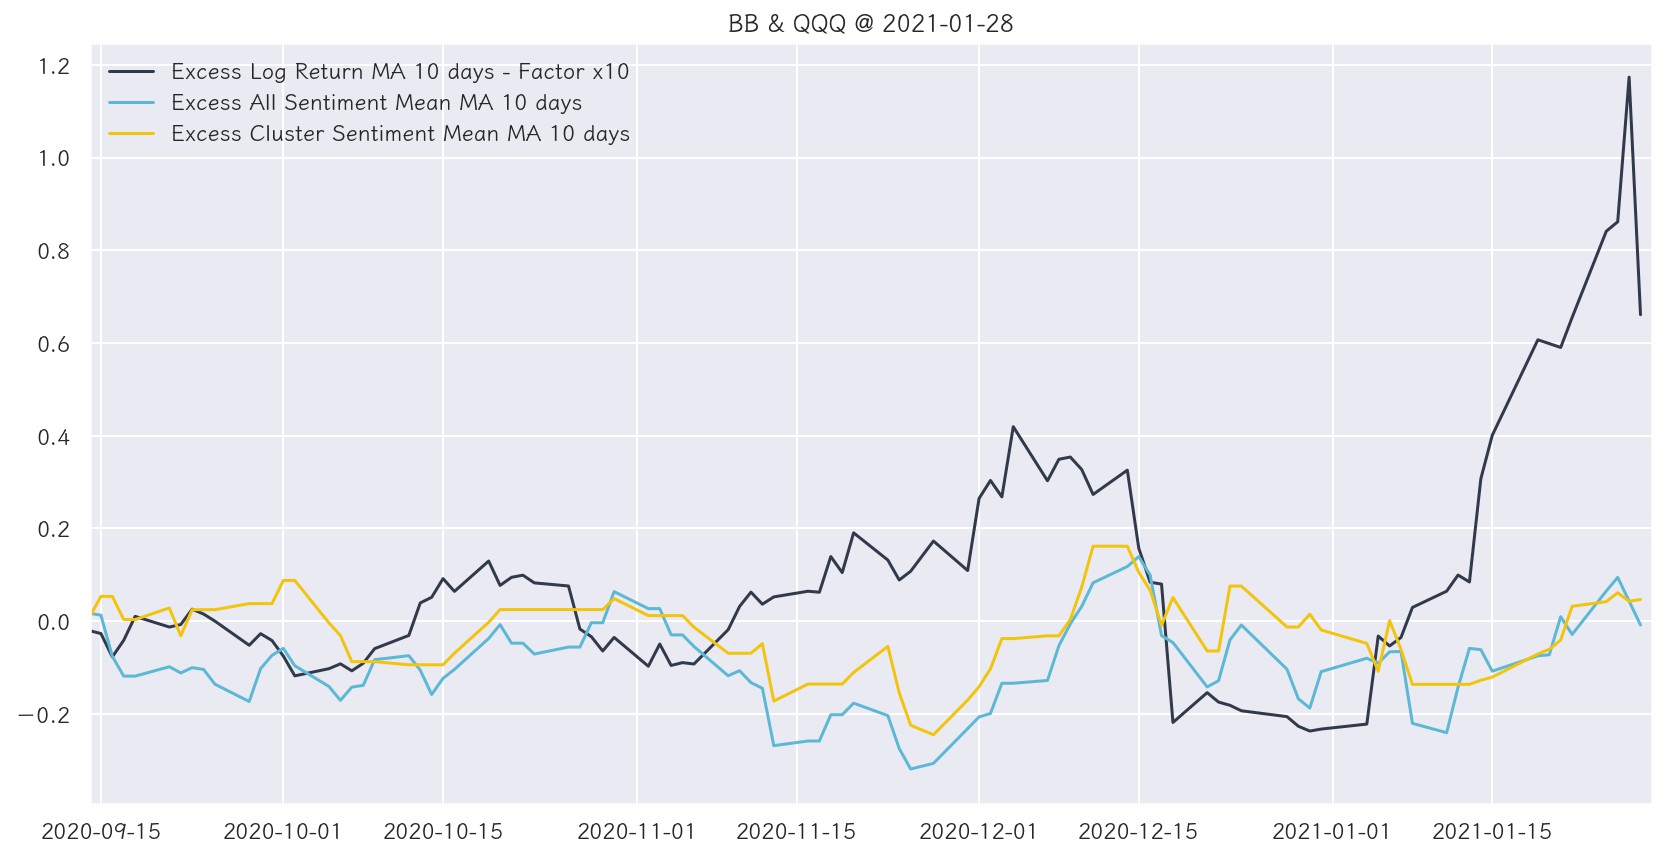 BB & QQQ @ 2021-01-28
1.2
1.0
0.8
0.6
0.4
0.2
0.0
−0.2
Excess Log Return MA 10 days - Factor x10
Excess All Sentiment Mean MA 10 days
Excess Cluster Sentiment Mean MA 10 days
2020-09-15 2020-10-01 2020-10-15 2020-11-01 2020-11-15 2020-12-01 2020-12-15 2021-01-01 2021-01-15